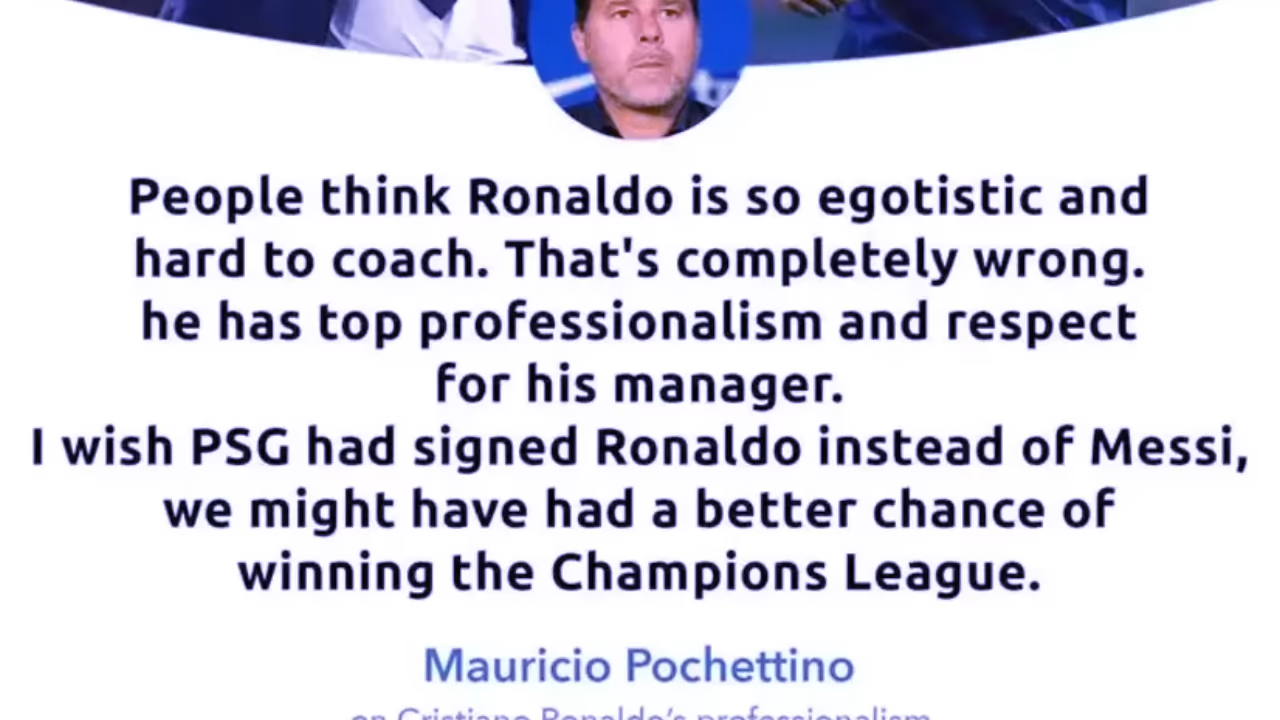 People think Ronaldo is so egotistic and
hard to coach. That's completely wrong.
he has top professionalism and respect
for his manager.
I wish PSG had signed Ronaldo instead of Messi,
we might have had a better chance of
winning the Champions League.
Mauricio Pochettino
on Cristiano Ronaldo's professionalism